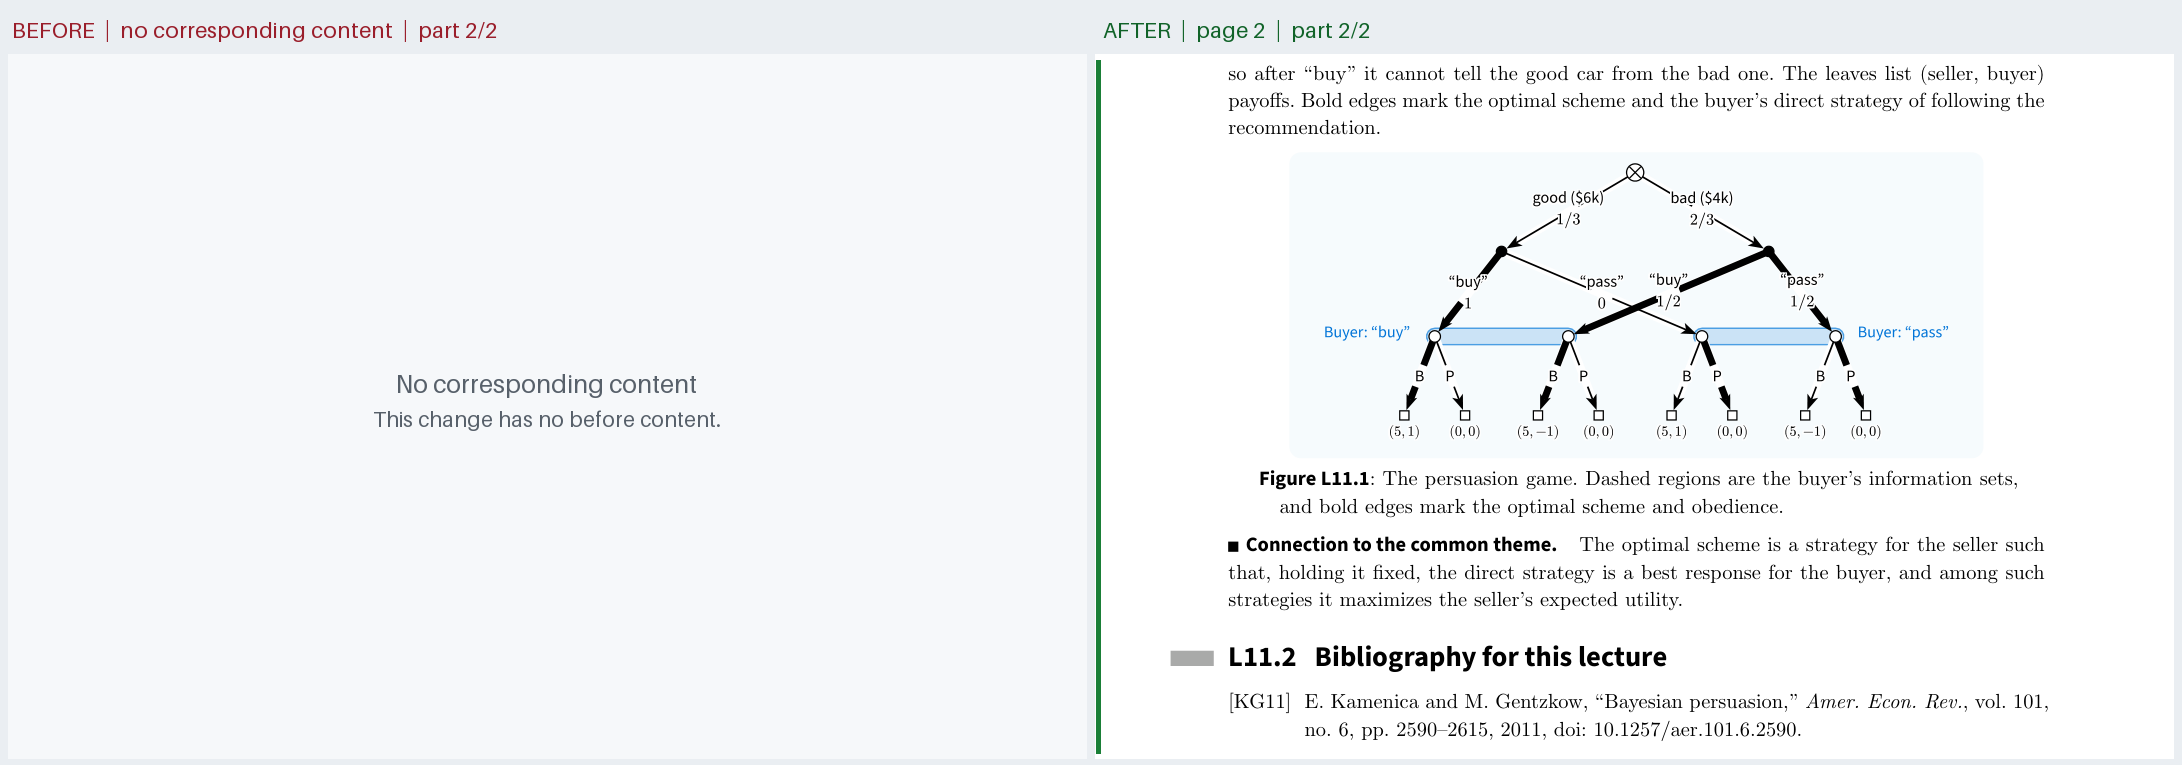 BEFORE | no corresponding content | part 2/2
AFTER | page 2 | part 2/2
No corresponding content
This change has no before content.
so after “buy” it cannot tell the good car from the bad one. The leaves list (seller, buyer)
payoffs. Bold edges mark the optimal scheme and the buyer’s direct strategy of following the
recommendation.
good ($6k)
1/3
bad ($4k)
2/3
“buy”
1
“pass”
0
“buy”
1/2
“pass”
1/2
Buyer: “buy”
Buyer: “pass”
B P B P B P B P
(5, 1) (0, 0) (5, −1) (0, 0) (5, 1) (0, 0) (5, −1) (0, 0)
Figure L11.1: The persuasion game. Dashed regions are the buyer’s information sets,
and bold edges mark the optimal scheme and obedience.
■ Connection to the common theme. The optimal scheme is a strategy for the seller such
that, holding it fixed, the direct strategy is a best response for the buyer, and among such
strategies it maximizes the seller’s expected utility.
L11.2 Bibliography for this lecture
[KG11] E. Kamenica and M. Gentzkow, “Bayesian persuasion,” Amer. Econ. Rev., vol. 101,
no. 6, pp. 2590–2615, 2011, doi: 10.1257/aer.101.6.2590.